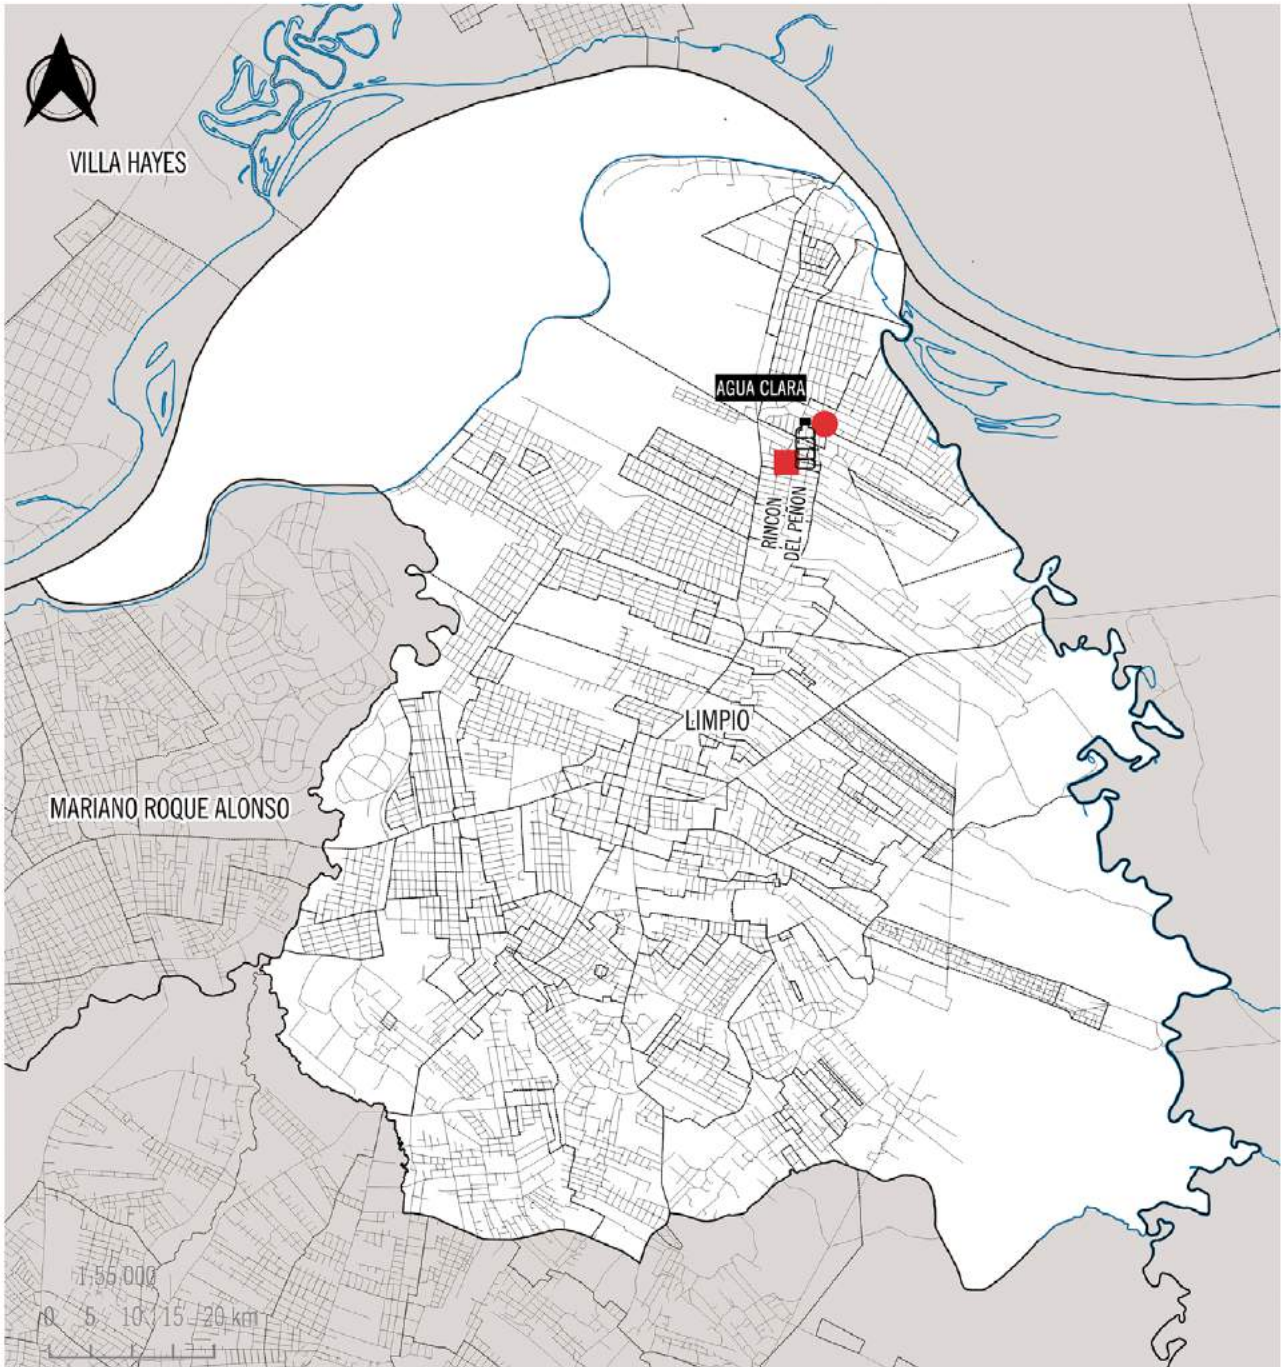 VILLA HAYES
AGUA CLARA
RINCON
DEL PEÑON
LIMPIO
MARIANO ROQUE ALONSO
1:55.000
0 5 10 15 20 km